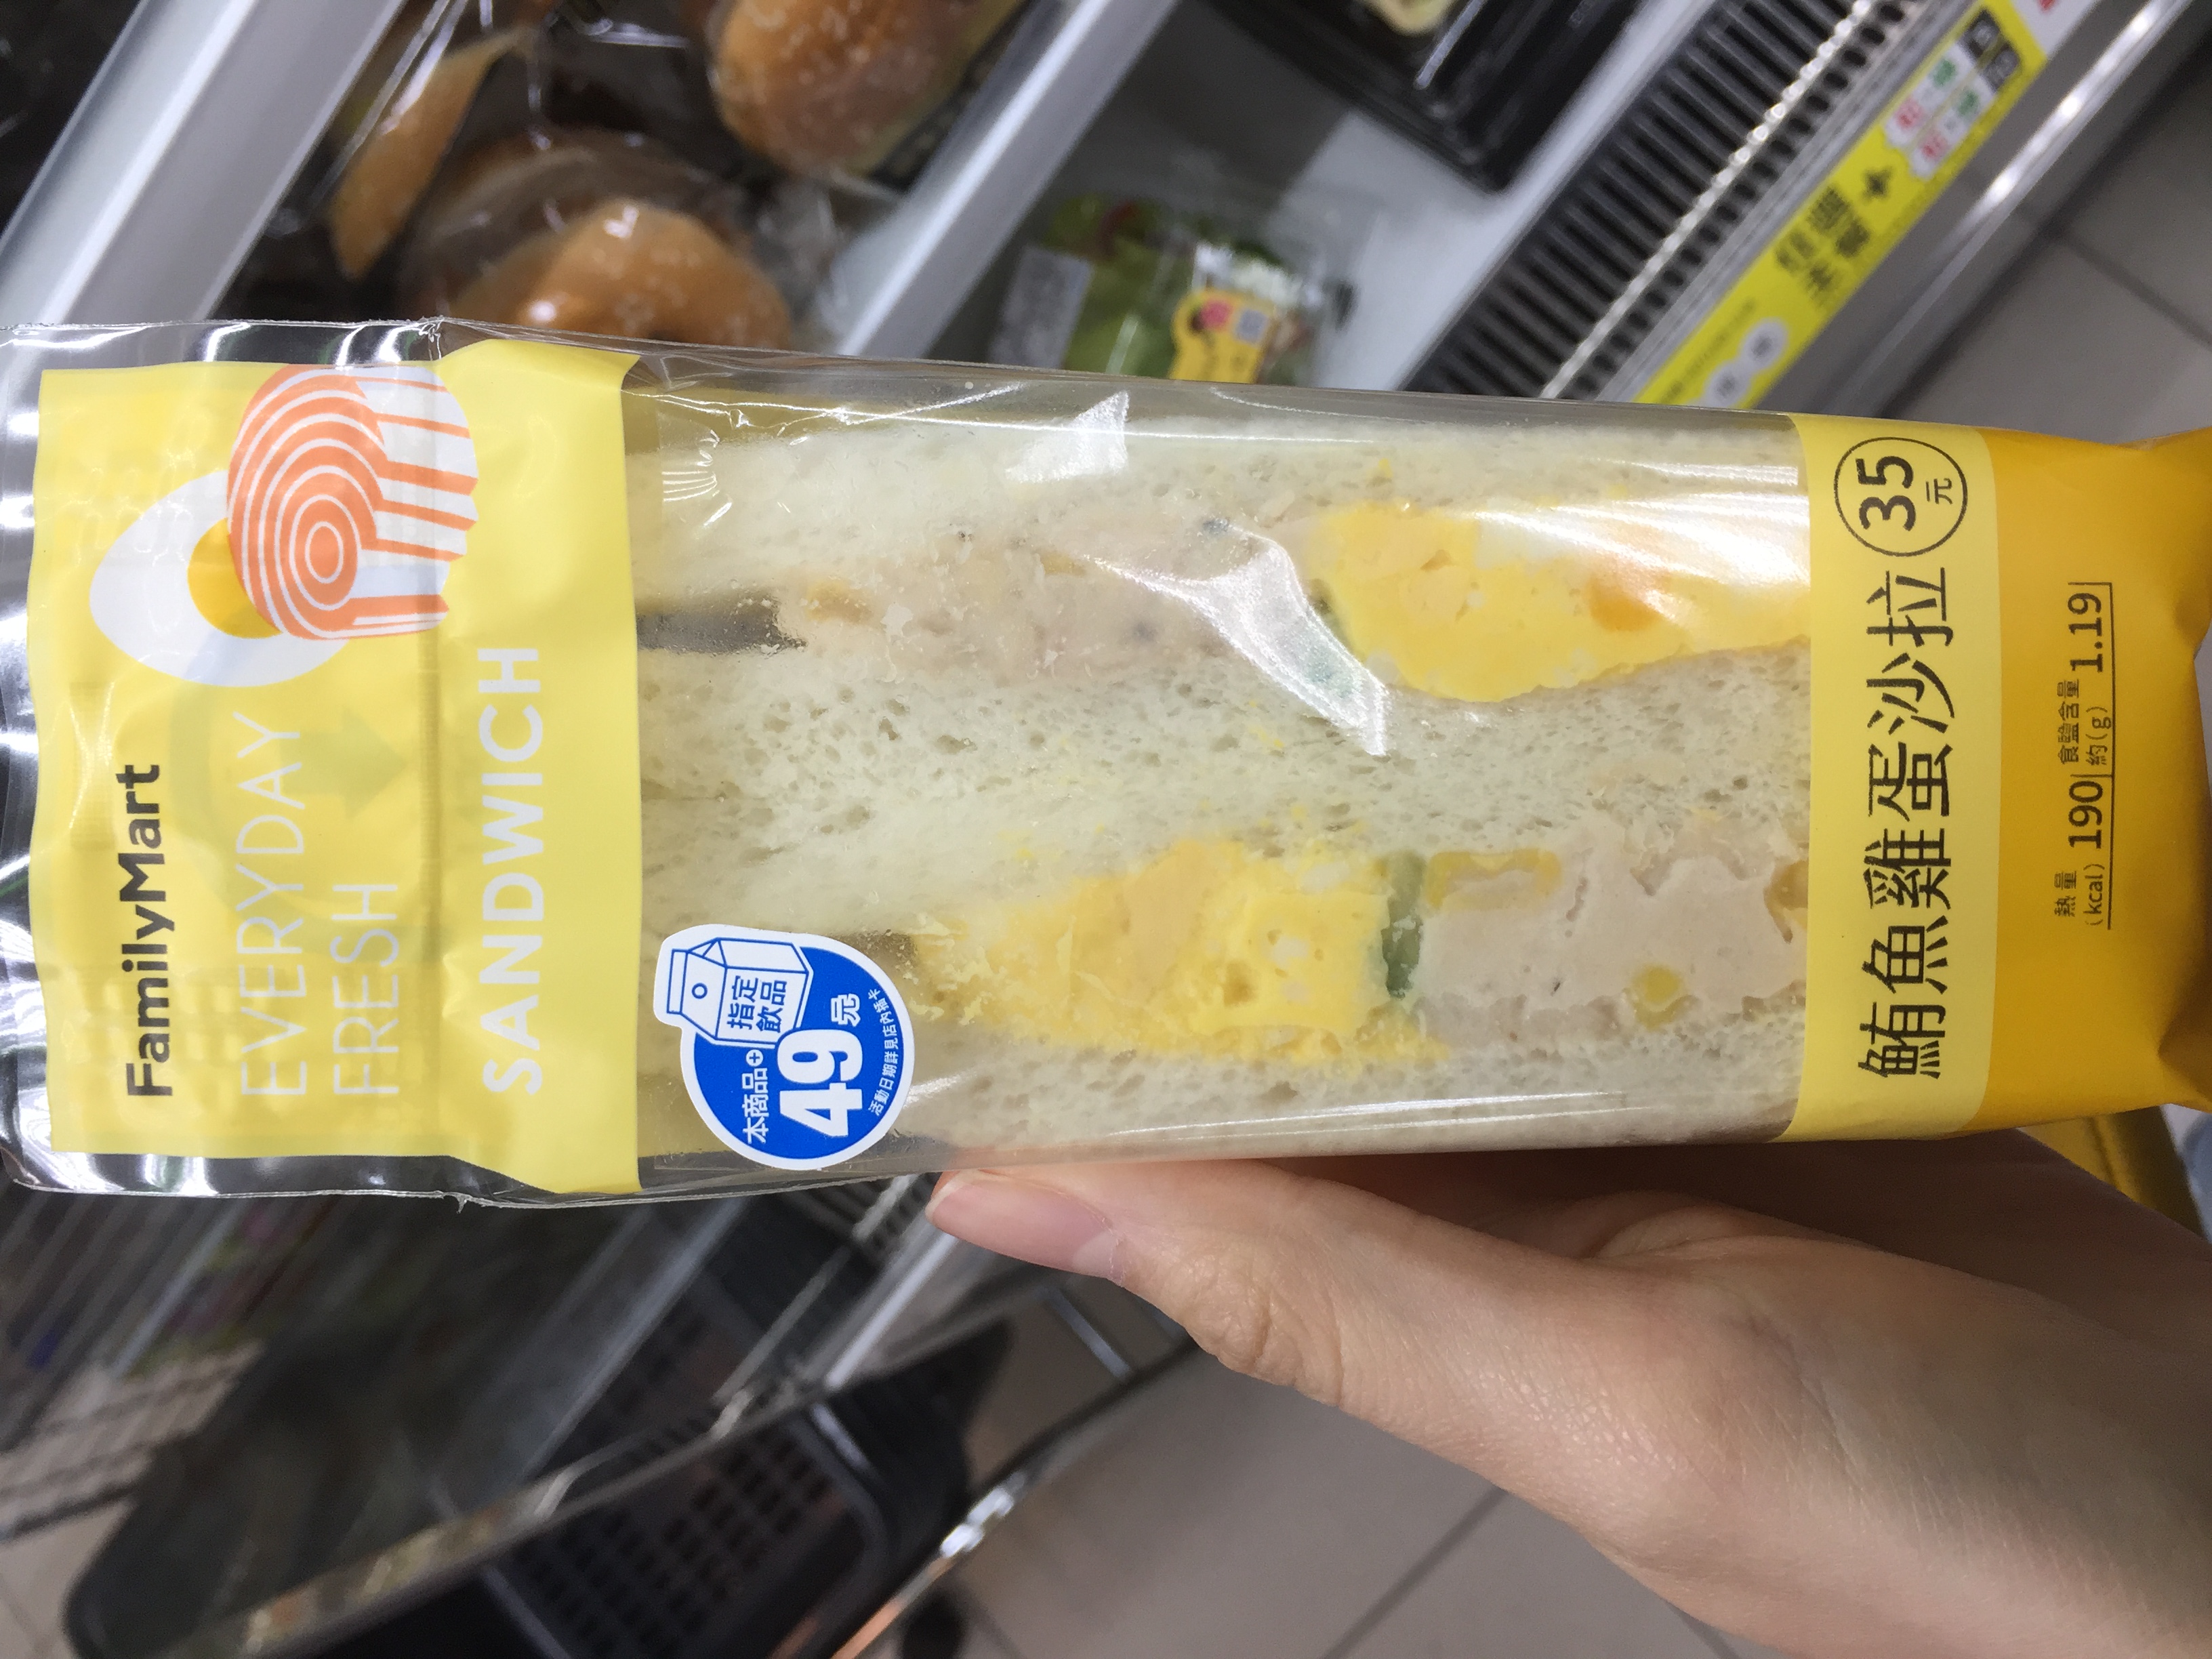 FamilyMart
EVERYDAY
FRESH
SANDWICH
指定
飲品
本商品+
49元
活動日期詳見店內插卡
鮪魚雞蛋沙拉
35
元
熱量
(kcal) 190
食鹽含量
約(g) 1.19